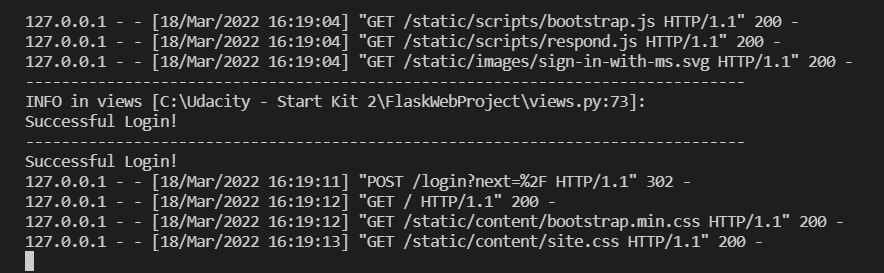 127.0.0.1 - - [18/Mar/2022 16:19:04] "GET /static/scripts/bootstrap.js HTTP/1.1" 200 -
127.0.0.1 - - [18/Mar/2022 16:19:04] "GET /static/scripts/respond.js HTTP/1.1" 200 -
127.0.0.1 - - [18/Mar/2022 16:19:04] "GET /static/images/sign-in-with-ms.svg HTTP/1.1" 200 -
--------------------------------------------------------------------------------
INFO in views [C:\Udacity - Start Kit 2\FlaskWebProject\views.py:73]:
Successful Login!
--------------------------------------------------------------------------------
Successful Login!
127.0.0.1 - - [18/Mar/2022 16:19:11] "POST /login?next=%2F HTTP/1.1" 302 -
127.0.0.1 - - [18/Mar/2022 16:19:12] "GET / HTTP/1.1" 200 -
127.0.0.1 - - [18/Mar/2022 16:19:12] "GET /static/content/bootstrap.min.css HTTP/1.1" 200 -
127.0.0.1 - - [18/Mar/2022 16:19:13] "GET /static/content/site.css HTTP/1.1" 200 -